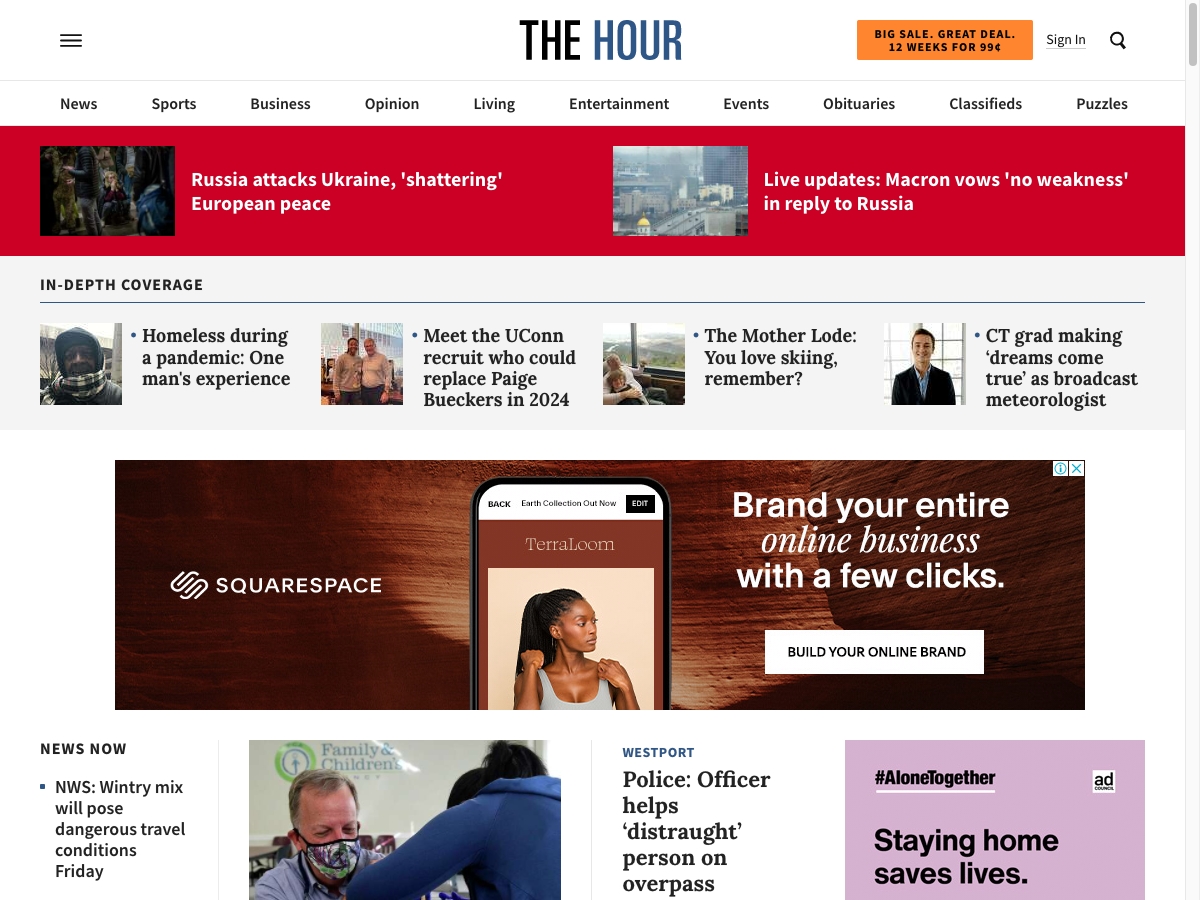 THE HOUR
BIG SALE. GREAT DEAL.
12 WEEKS FOR 99¢
Sign In
News
Sports
Business
Opinion
Living
Entertainment
Events
Obituaries
Classifieds
Puzzles
Russia attacks Ukraine, 'shattering'
European peace
Live updates: Macron vows 'no weakness'
in reply to Russia
IN-DEPTH COVERAGE
• Homeless during
a pandemic: One
man's experience
• Meet the UConn
recruit who could
replace Paige
Bueckers in 2024
• The Mother Lode:
You love skiing,
remember?
• CT grad making
‘dreams come
true’ as broadcast
meteorologist
SQUARESPACE
BACK
Earth Collection Out Now
EDIT
TerraLoom
Brand your entire
online business
with a few clicks.
BUILD YOUR ONLINE BRAND
NEWS NOW
NWS: Wintry mix
will pose
dangerous travel
conditions
Friday
Family &
Children's
WESTPORT
Police: Officer
helps
‘distraught’
person on
overpass
#AloneTogether
ad
COUNCIL
Staying home
saves lives.